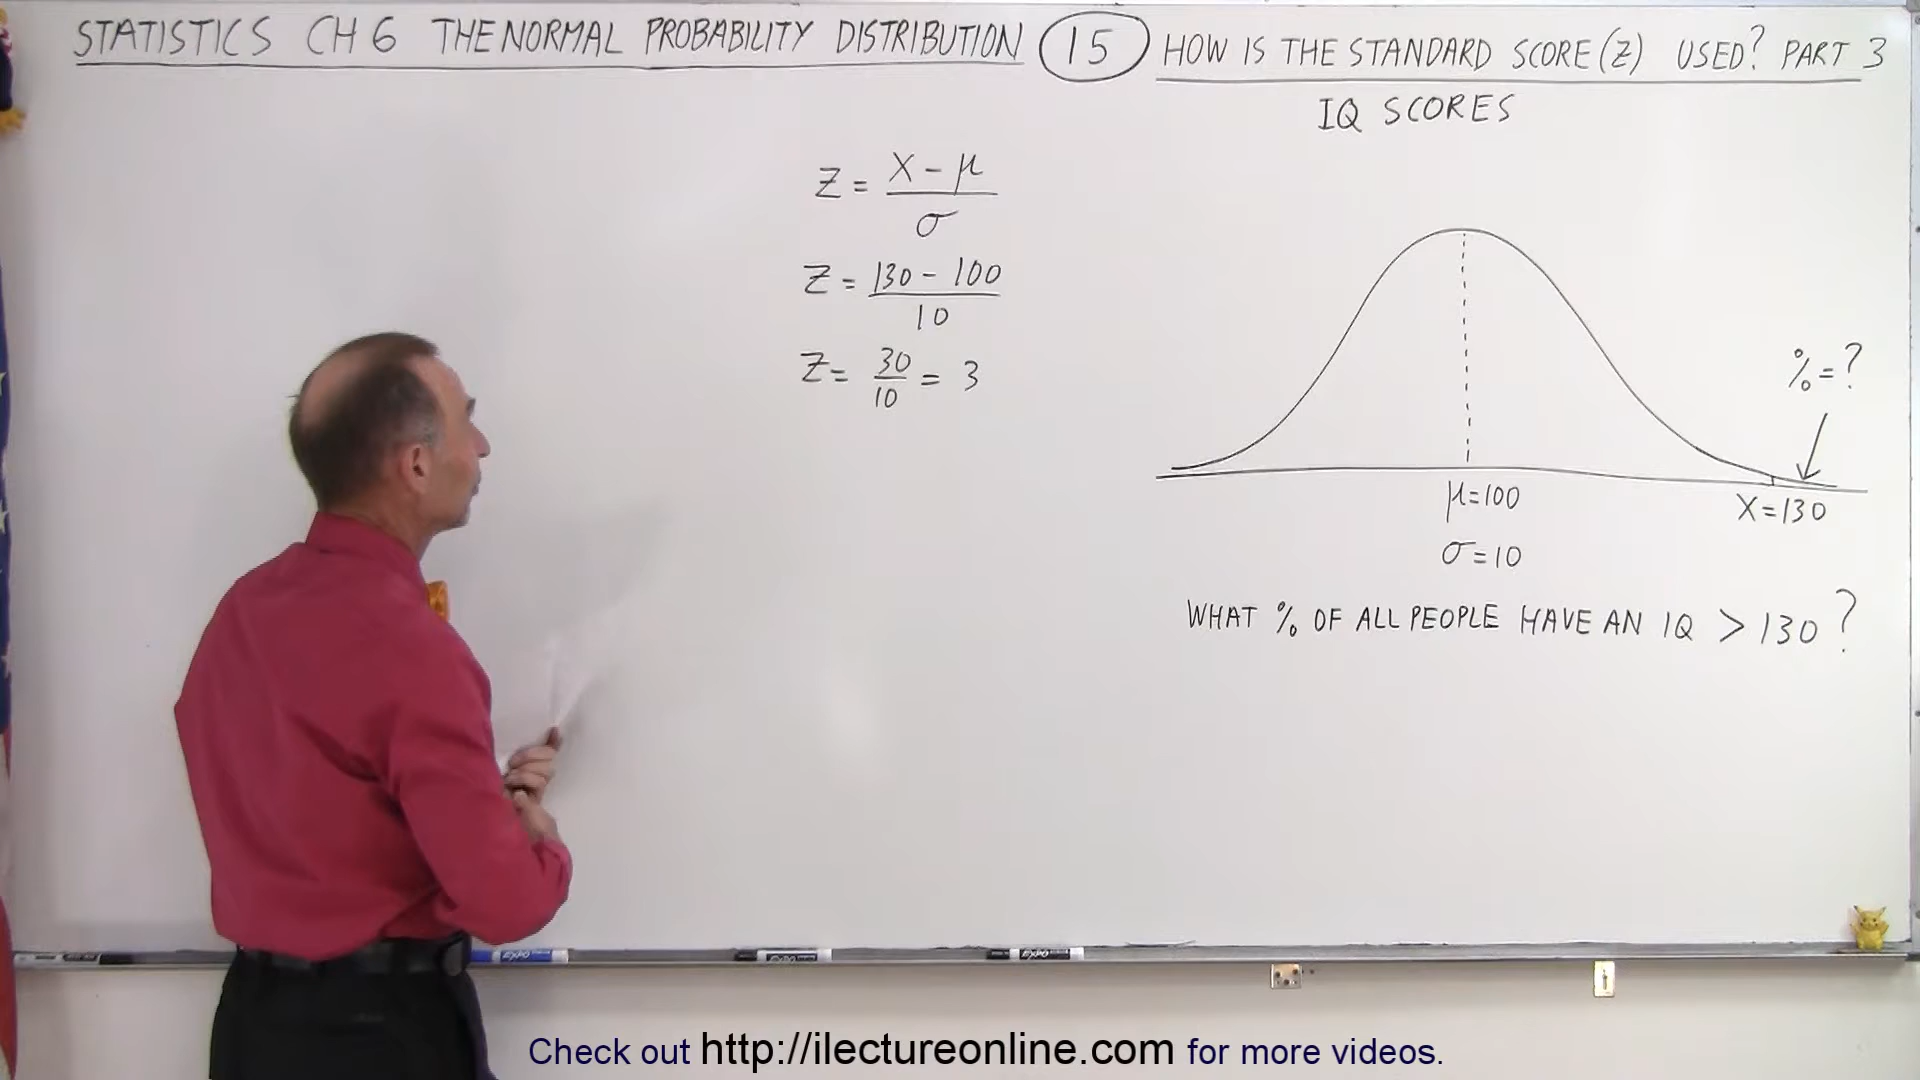 STATISTICS CH 6 THE NORMAL PROBABILITY DISTRIBUTION 15 HOW IS THE STANDARD SCORE (Z) USED? PART 3
IQ SCORES
Z = X - μ / σ
Z = 130 - 100 / 10
Z = 30/10 = 3
% = ?
μ = 100
X = 130
σ = 10
WHAT % OF ALL PEOPLE HAVE AN IQ > 130?
Check out http://ilectureonline.com for more videos.